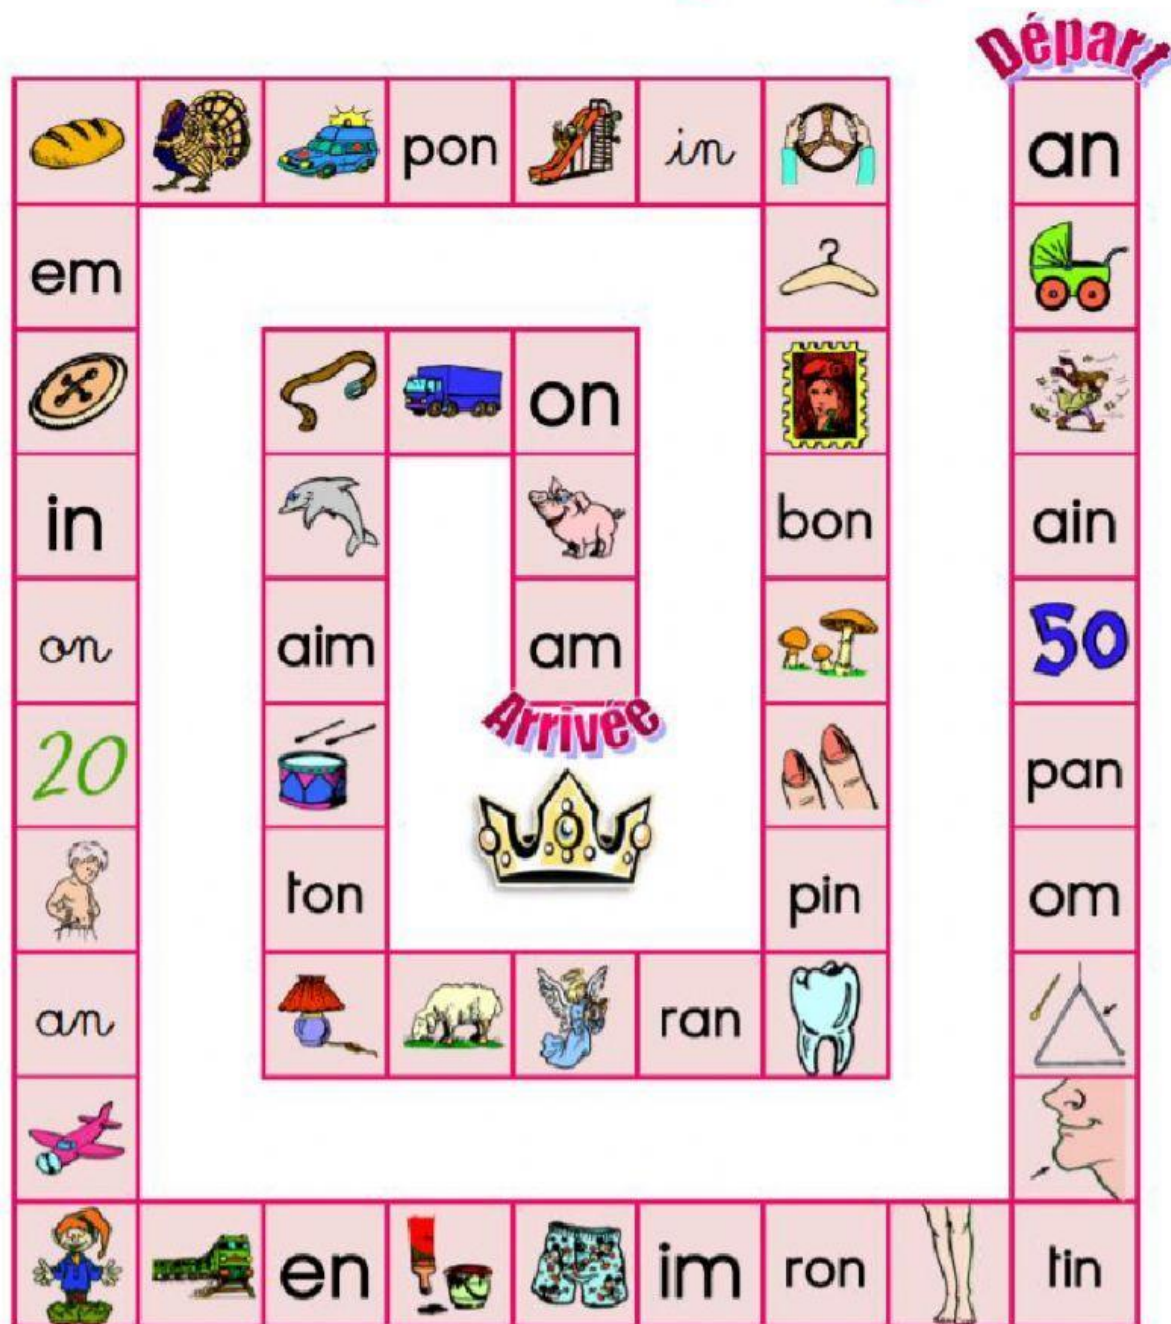 Départ
pon in an
em
on
in bon ain
on aim am 50
Arrivée
20 pan
ton pin om
an ran
en im ron tin